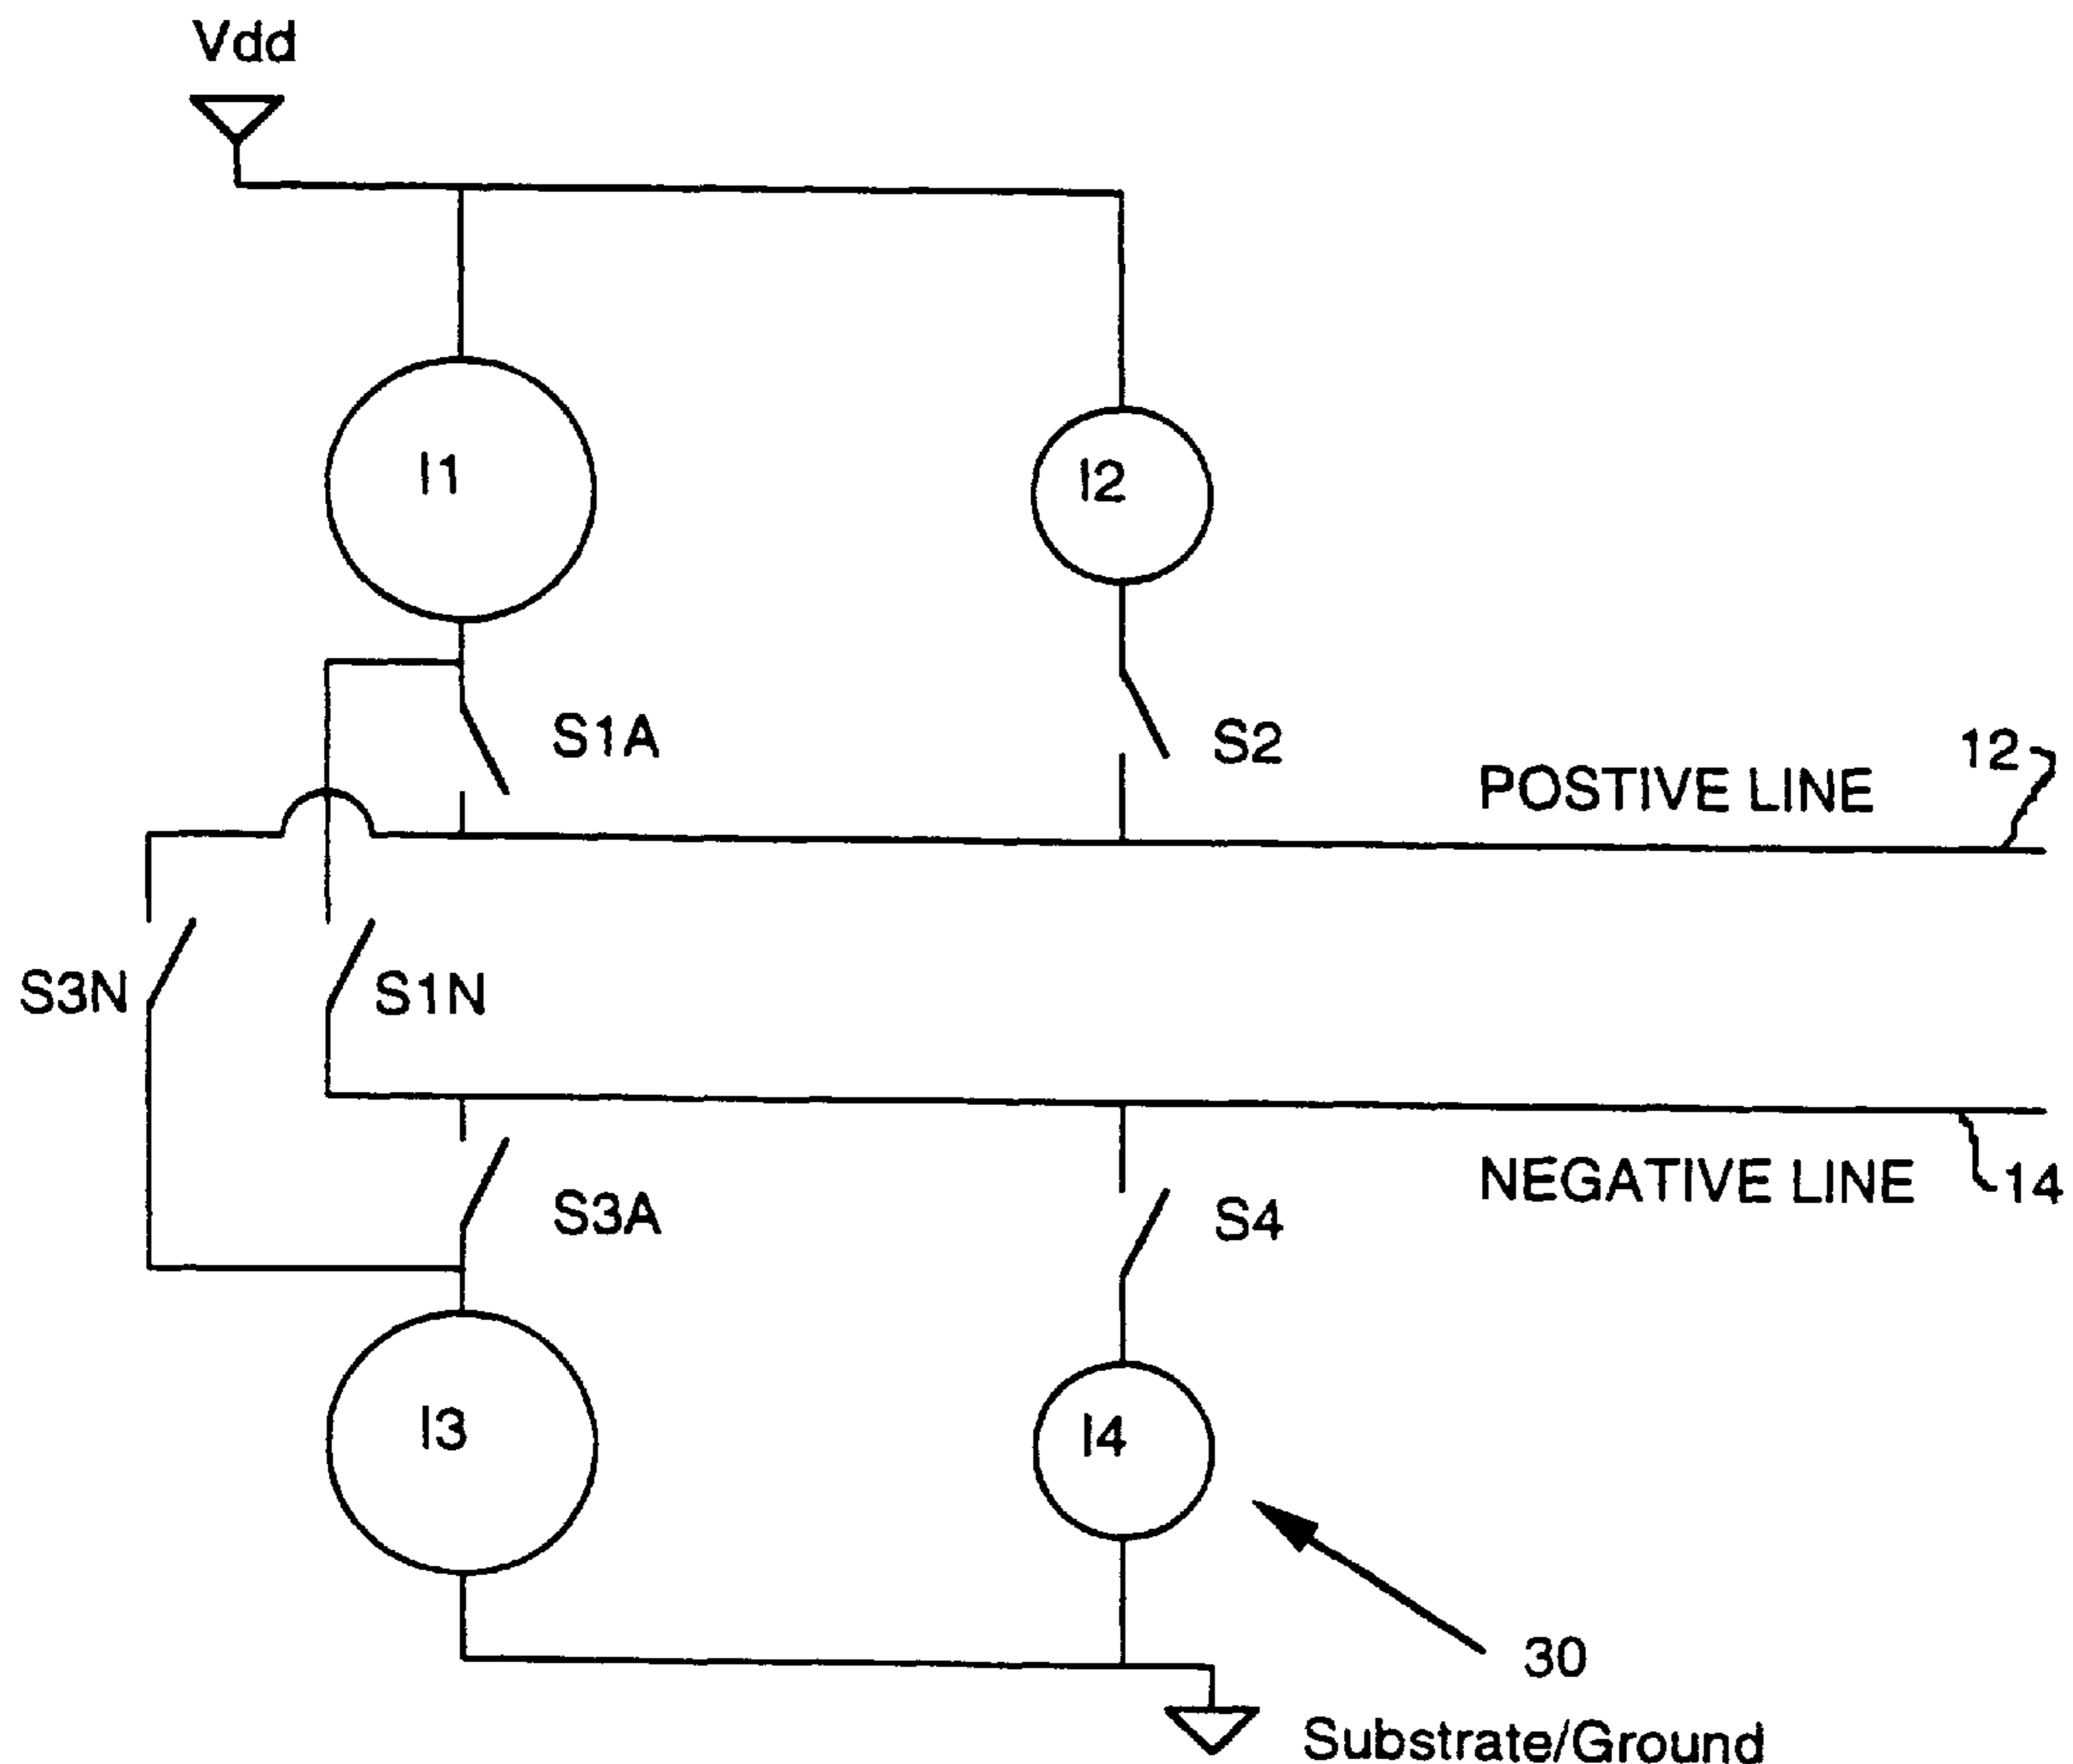 Vdd
I1
I2
S1A
S2
12
POSTIVE LINE
S3N
S1N
NEGATIVE LINE
14
S3A
S4
I3
I4
30
Substrate/Ground